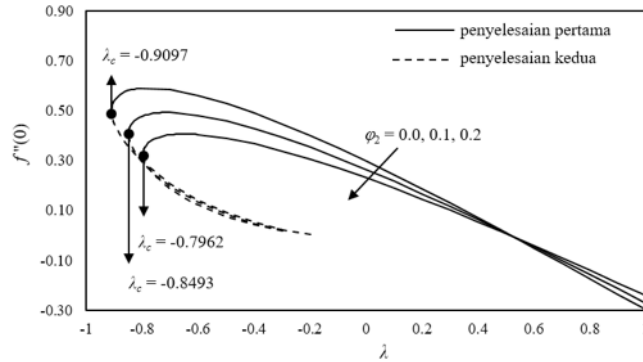 0.90
0.70
0.50
0.30
0.10
-0.10
-0.30
f"(0)
λc = -0.9097
penyelesaian pertama
penyelesaian kedua
φ2 = 0.0, 0.1, 0.2
λc = -0.7962
λc = -0.8493
-1 -0.8 -0.6 -0.4 -0.2 0 0.2 0.4 0.6 0.8
λ